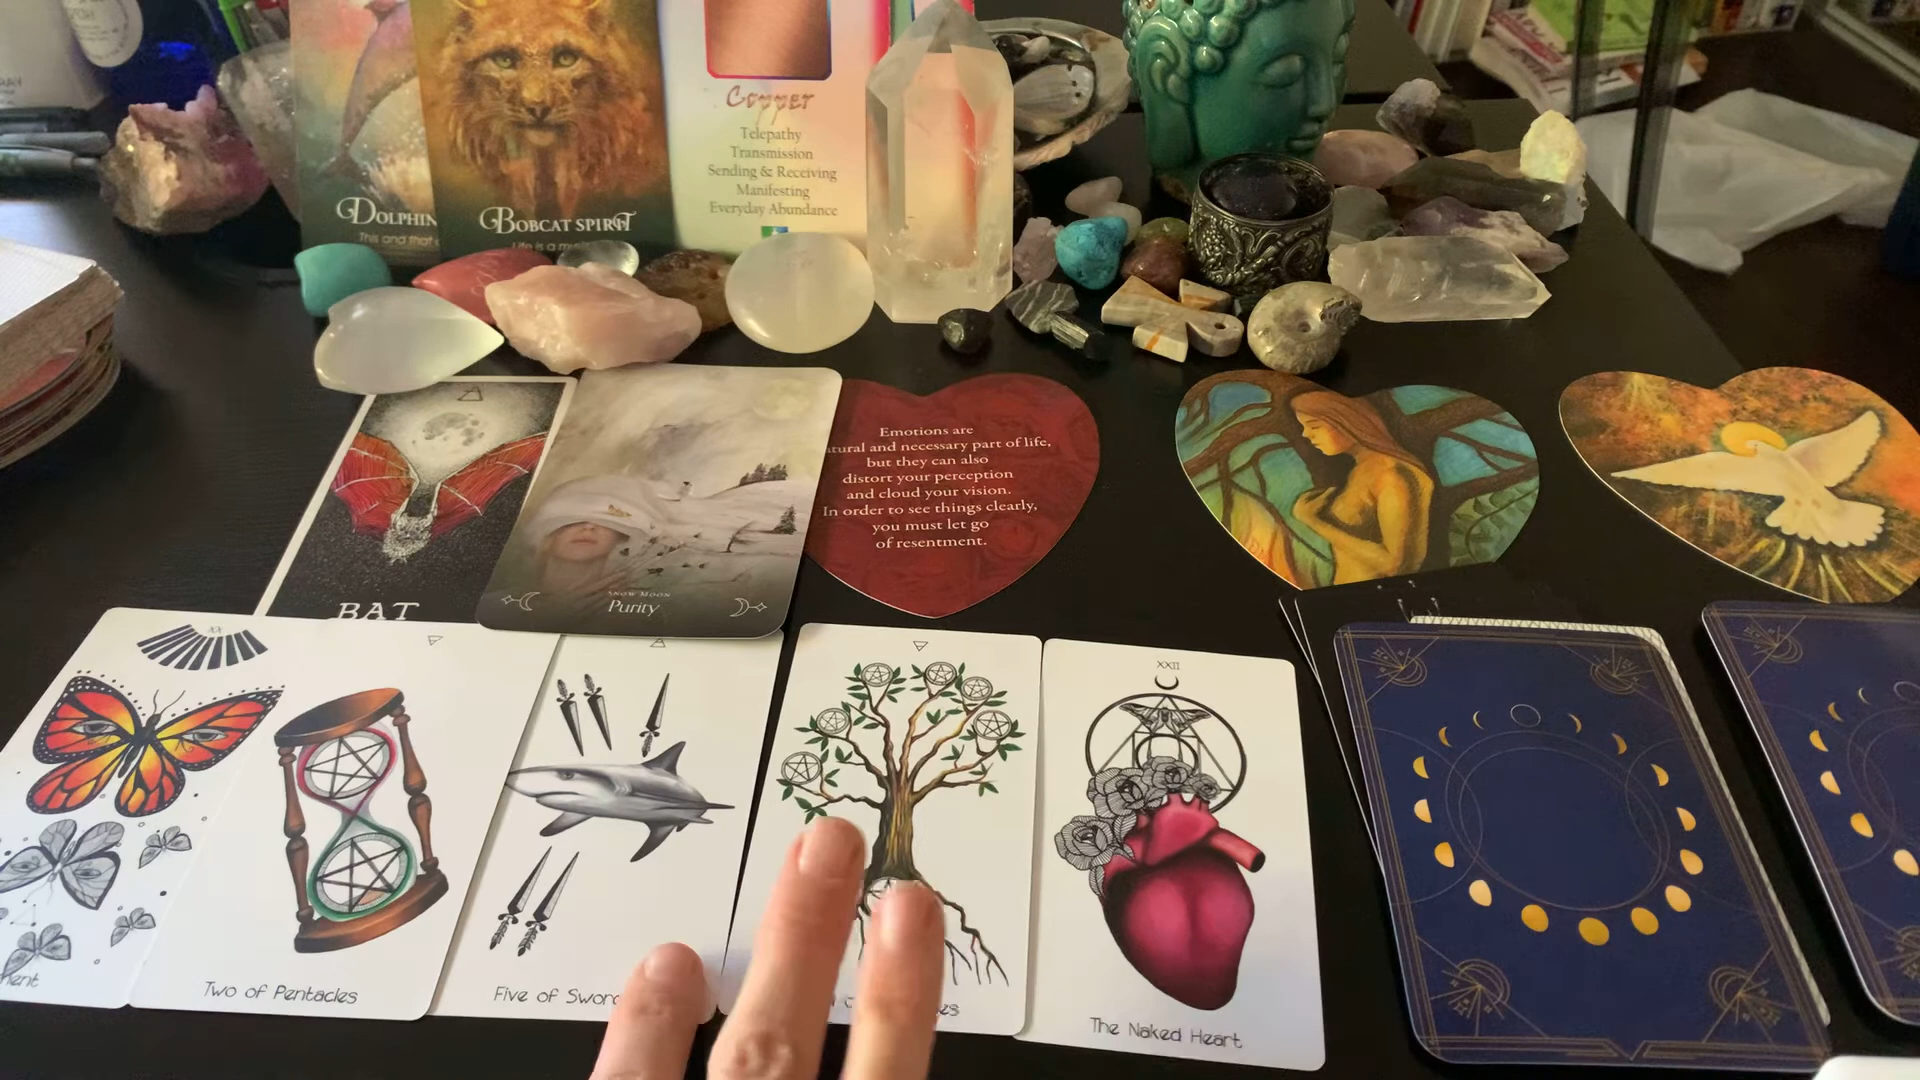 DOLPHIN
This and that
BOBCAT SPIRIT
Life is a
Copper
Telepathy
Transmission
Sending & Receiving
Manifesting
Everyday Abundance
BAT
SNOW MOON
Purity
Emotions are
natural and necessary part of life,
but they can also
distort your perception
and cloud your vision.
In order to see things clearly,
you must let go
of resentment.
XX
Two of Pentacles
Five of Sword
XXII
The Naked Heart